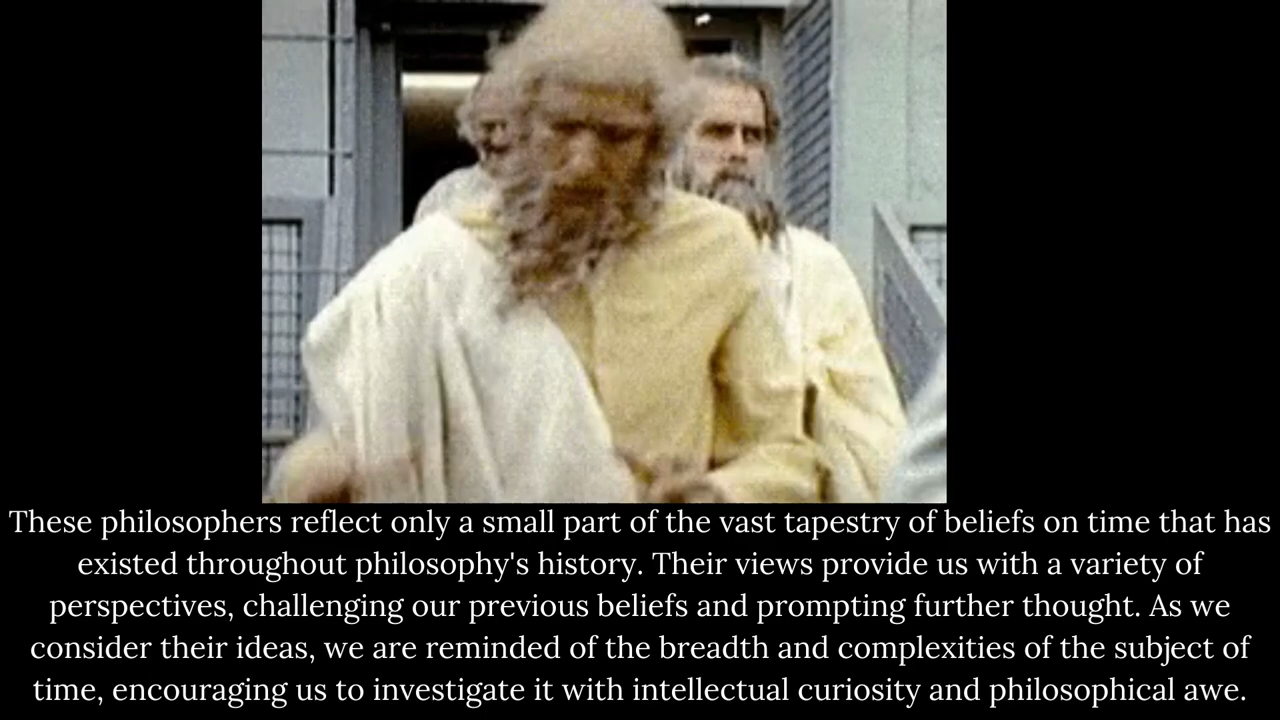 These philosophers reflect only a small part of the vast tapestry of beliefs on time that has
existed throughout philosophy's history. Their views provide us with a variety of
perspectives, challenging our previous beliefs and prompting further thought. As we
consider their ideas, we are reminded of the breadth and complexities of the subject of
time, encouraging us to investigate it with intellectual curiosity and philosophical awe.